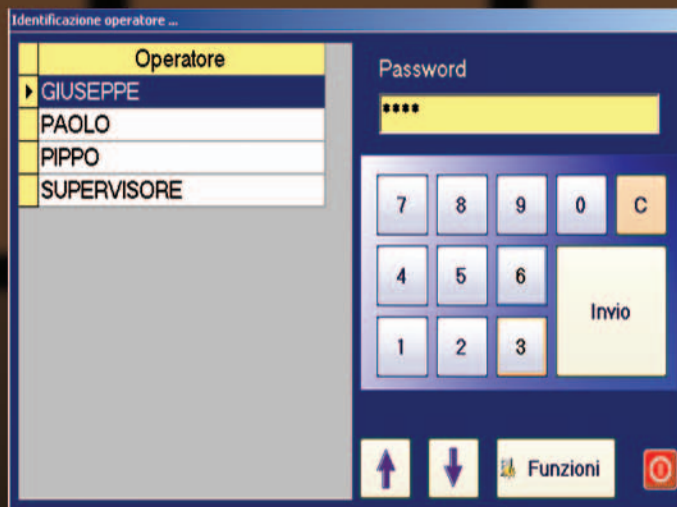 Identificazione operatore ...
Operatore
GIUSEPPE
PAOLO
PIPPO
SUPERVISORE
Password
****
7 8 9 0 C
4 5 6
Invio
1 2 3
Funzioni